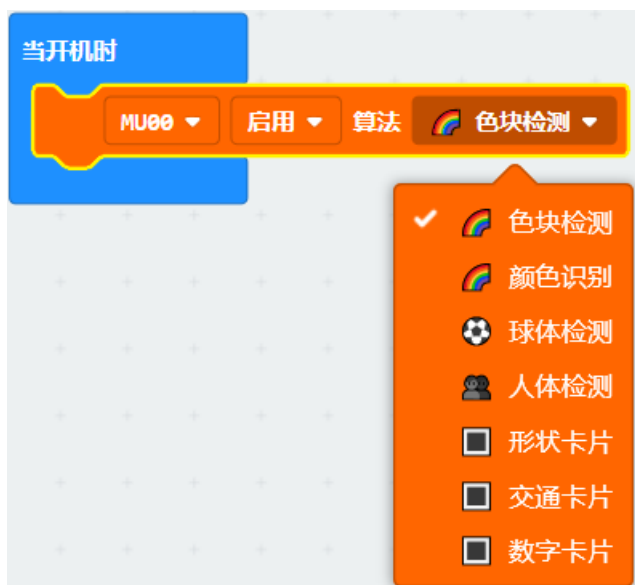 当开机时
MU00 启用 算法 色块检测
色块检测
颜色识别
球体检测
人体检测
形状卡片
交通卡片
数字卡片